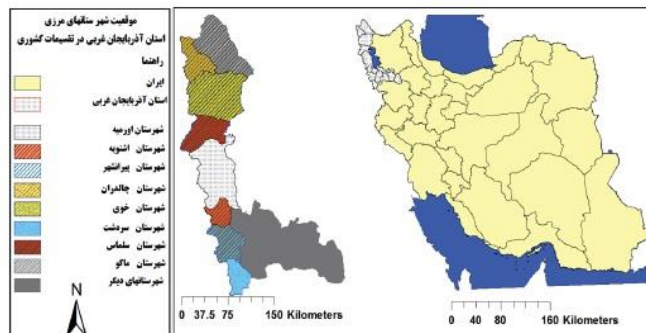 موقعیت شهرستانهای مرزی
استان آذربایجان غربی در تقسیمات کشوری
راهنما
ایران
استان آذربایجان غربی
شهرستان اورمیه
شهرستان اشنویه
شهرستان پیرانشهر
شهرستان چالدران
شهرستان خوی
شهرستان سردشت
شهرستان سلماس
شهرستان ماکو
شهرستانهای دیگر
N
0 37.5 75 150 Kilometers
0 40 80 160 Kilometers